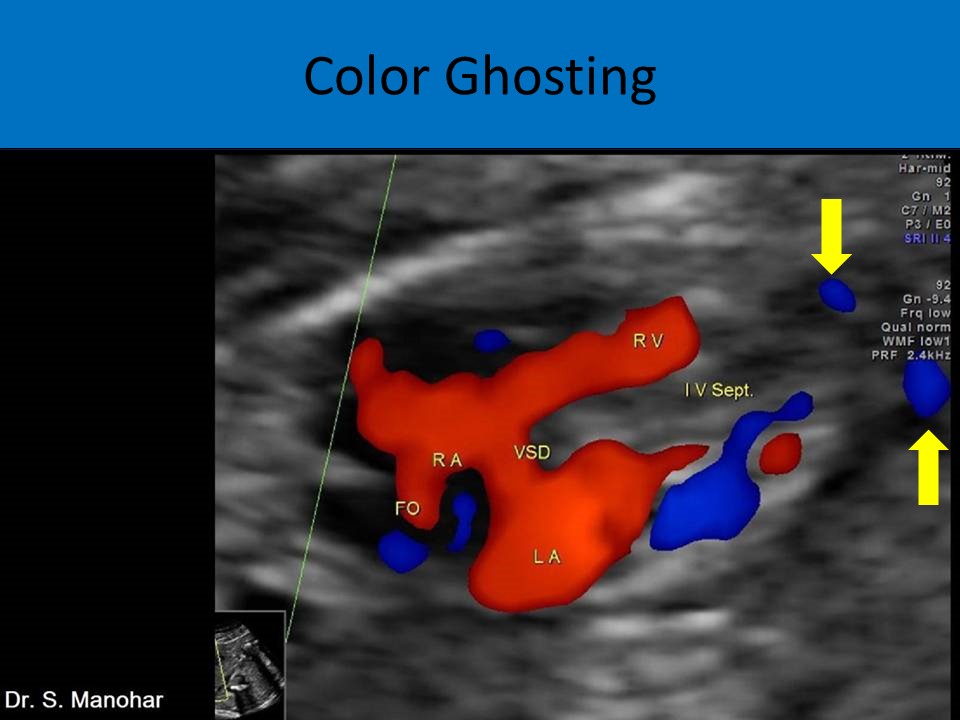 Color Ghosting
Har-mid
92
Gn 1
C7 / M2
P3 / E0
SRI II 4
92
Gn -9.4
Frq low
Qual norm
WMF low1
PRF 2.4kHz
R V
I V Sept.
VSD
R A
FO
L A
Dr. S. Manohar